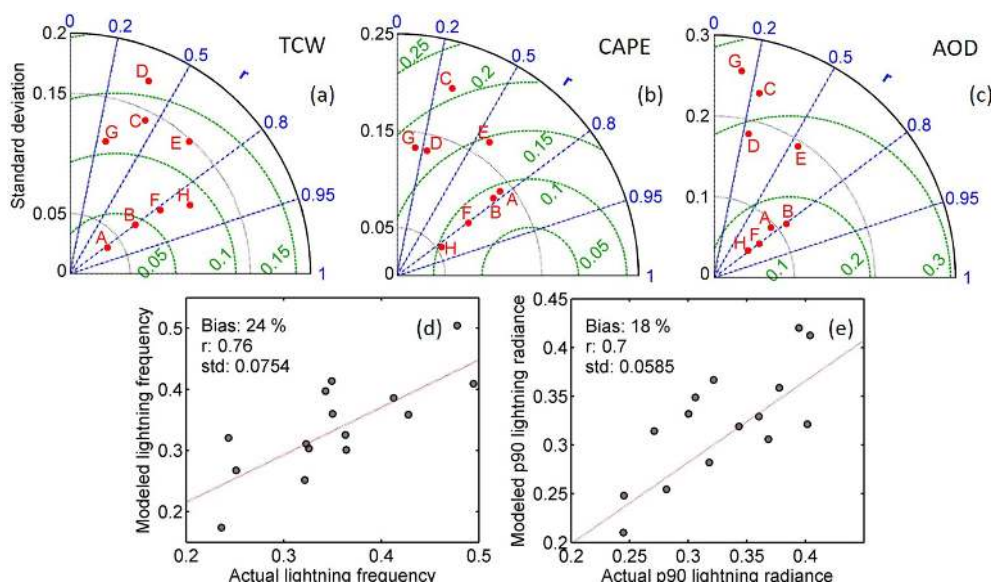 0 0.2 0.5 r 0.8 0.95 1
TCW
(a)
Standard deviation
0.2
0.15
0.05
0
D
C
G
E
F
H
B
A
0.05
0.1
0.15
0 0.2 0.5 r 0.8 0.95 1
CAPE
(b)
0.25
0.15
0.05
0
0.25
0.2
0.15
0.1
0.05
C
E
G
D
A
B
F
H
0 0.2 0.5 r 0.8 0.95 1
AOD
(c)
0.3
0.2
0.1
0
G
C
D
E
A
B
F
H
0.1
0.2
0.3
Modeled lightning frequency
0.5
0.4
0.3
0.2
Bias: 24 %
r: 0.76
std: 0.0754
(d)
0.2 0.3 0.4 0.5
Actual lightning frequency
Modeled p90 lightning radiance
0.45
0.4
0.35
0.3
0.25
0.2
Bias: 18 %
r: 0.7
std: 0.0585
(e)
0.2 0.25 0.3 0.35 0.4
Actual p90 lightning radiance